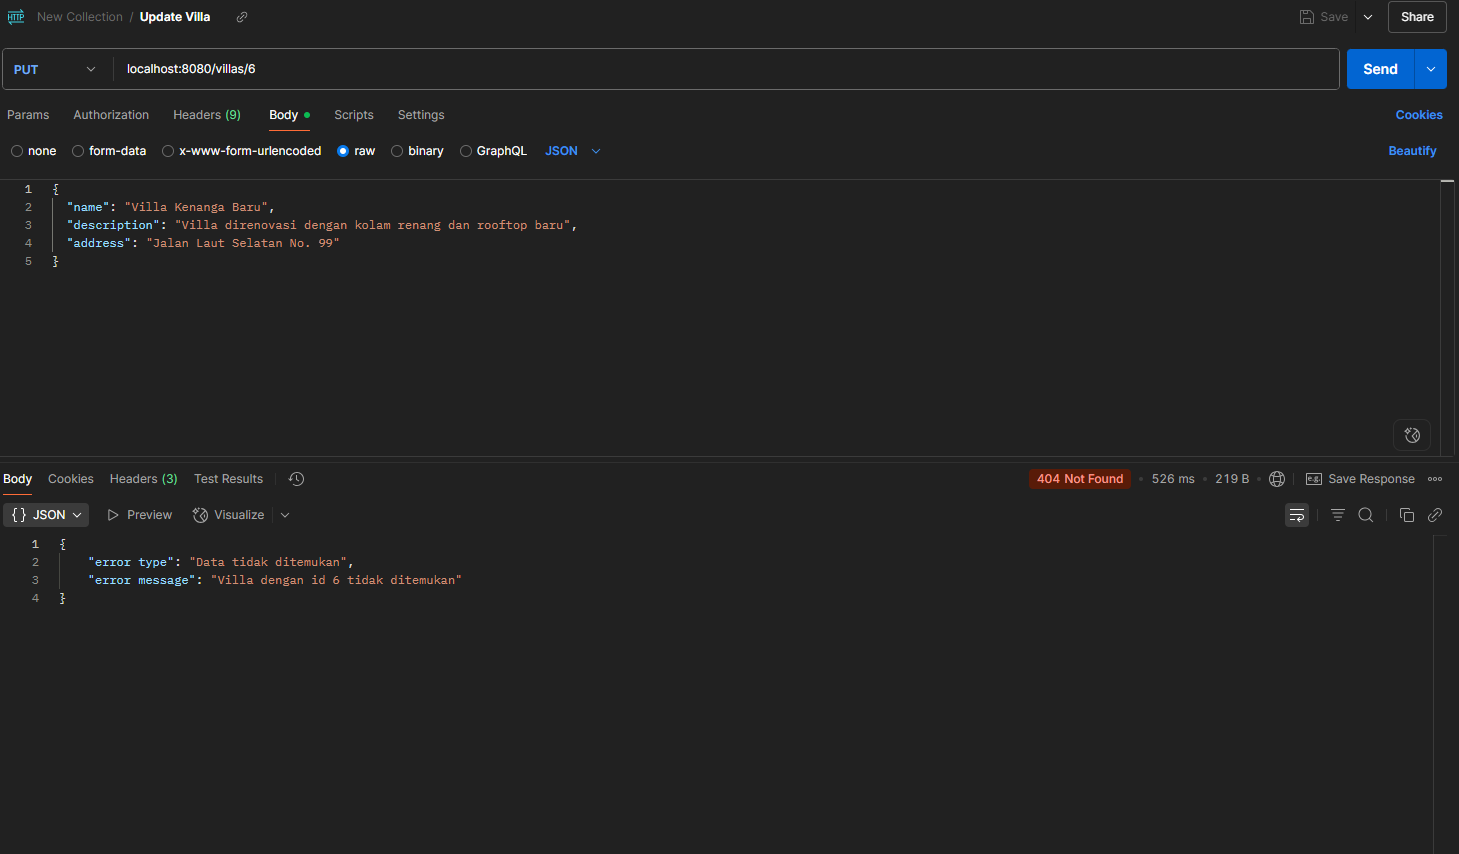 HTTP New Collection / Update Villa Save Share
PUT localhost:8080/villas/6 Send
Params Authorization Headers (9) Body Scripts Settings Cookies
none form-data x-www-form-urlencoded raw binary GraphQL JSON Beautify
1 {
2 "name": "Villa Kenanga Baru",
3 "description": "Villa direnovasi dengan kolam renang dan rooftop baru",
4 "address": "Jalan Laut Selatan No. 99"
5 }
Body Cookies Headers (3) Test Results 404 Not Found • 526 ms • 219 B • e.g. Save Response
{} JSON Preview Visualize
1 {
2 "error type": "Data tidak ditemukan",
3 "error message": "Villa dengan id 6 tidak ditemukan"
4 }